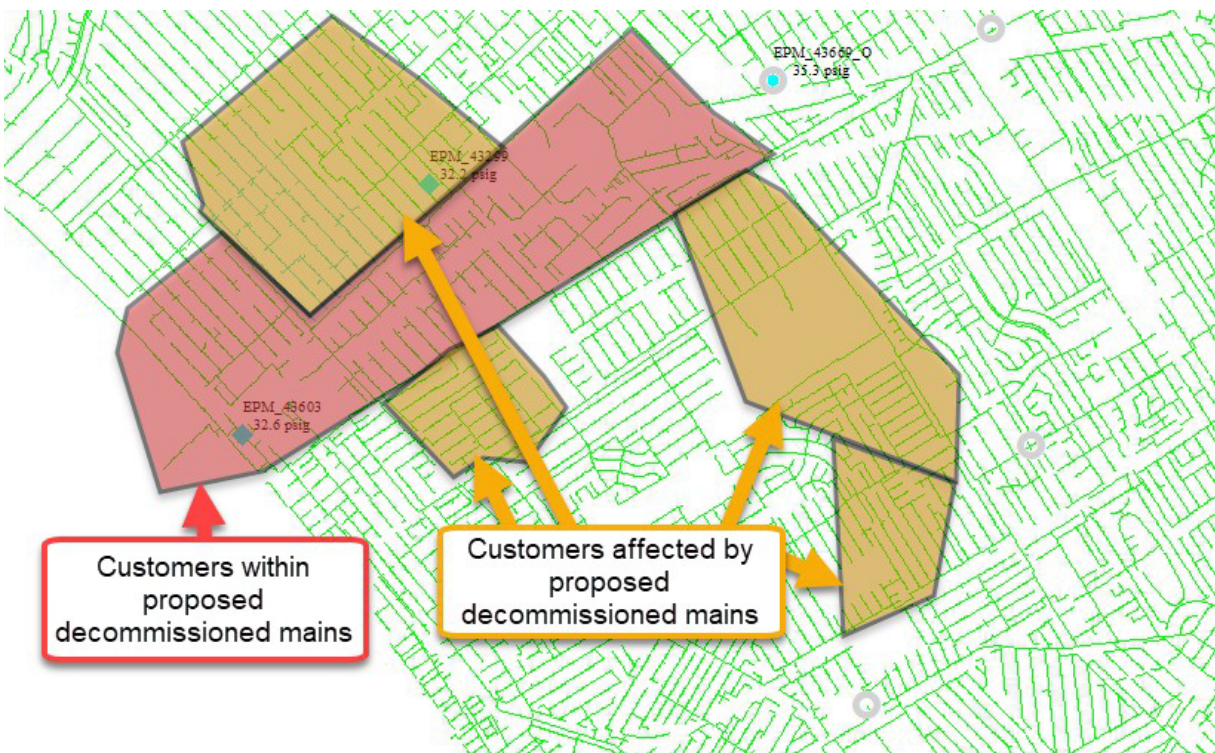 EPM_43669_O
35.3 psig
EPM_43299
32.2 psig
EPM_43603
32.6 psig
Customers within
proposed
decommissioned mains
Customers affected by
proposed
decommissioned mains